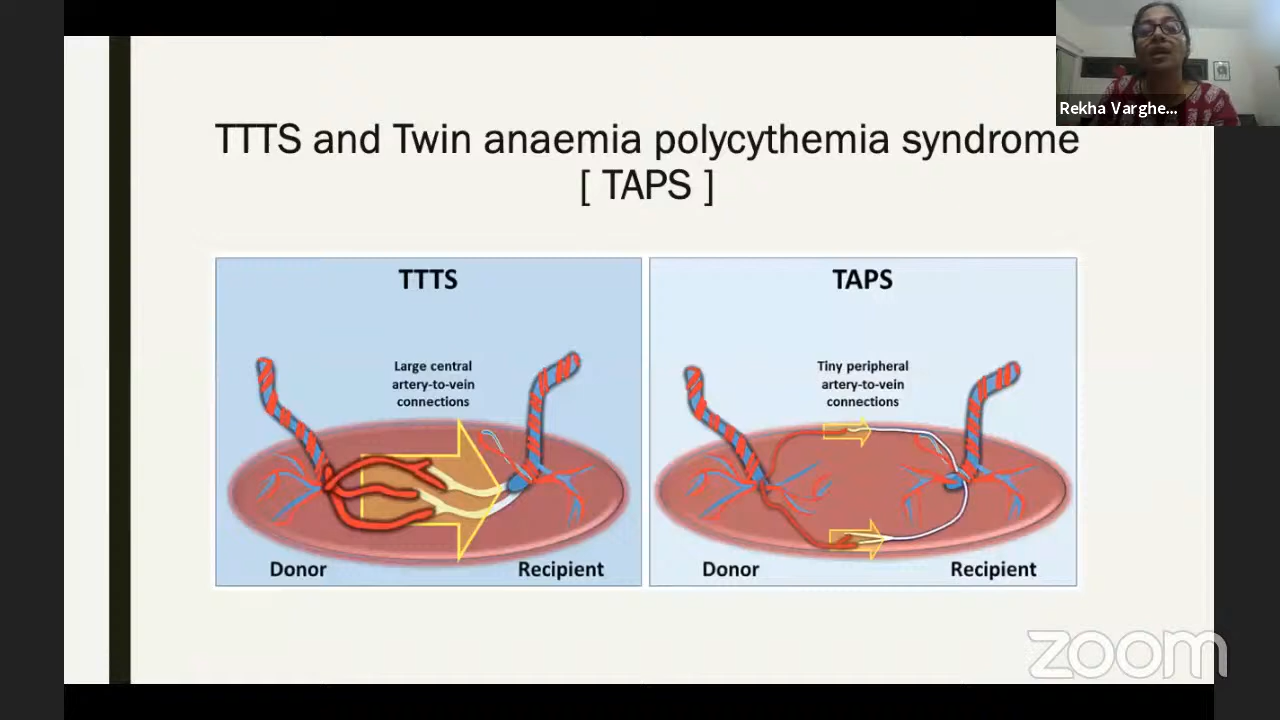 TTTS and Twin anaemia polycythemia syndrome
[ TAPS ]
Rekha Varghe...
TTTS
Large central
artery-to-vein
connections
Donor
Recipient
TAPS
Tiny peripheral
artery-to-vein
connections
Donor
Recipient
zoom